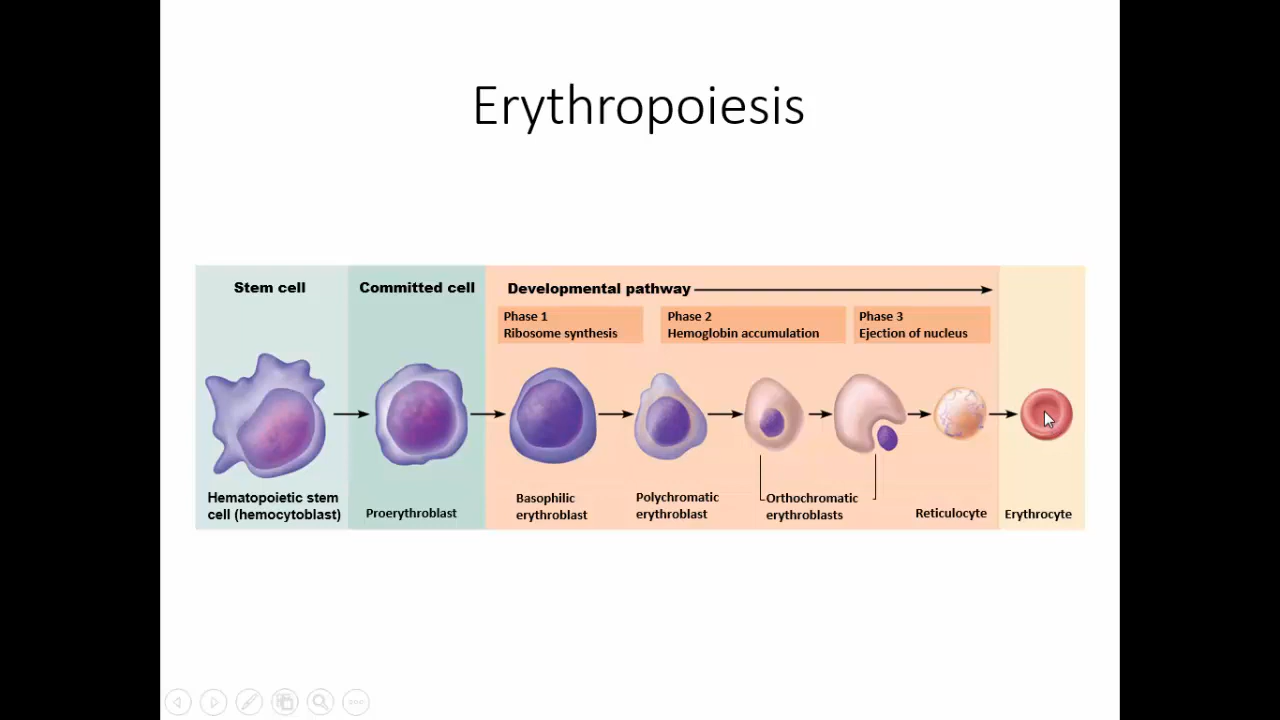 Erythropoiesis
Stem cell
Committed cell
Developmental pathway
Phase 1
Ribosome synthesis
Phase 2
Hemoglobin accumulation
Phase 3
Ejection of nucleus
Hematopoietic stem
cell (hemocytoblast)
Proerythroblast
Basophilic
erythroblast
Polychromatic
erythroblast
Orthochromatic
erythroblasts
Reticulocyte
Erythrocyte